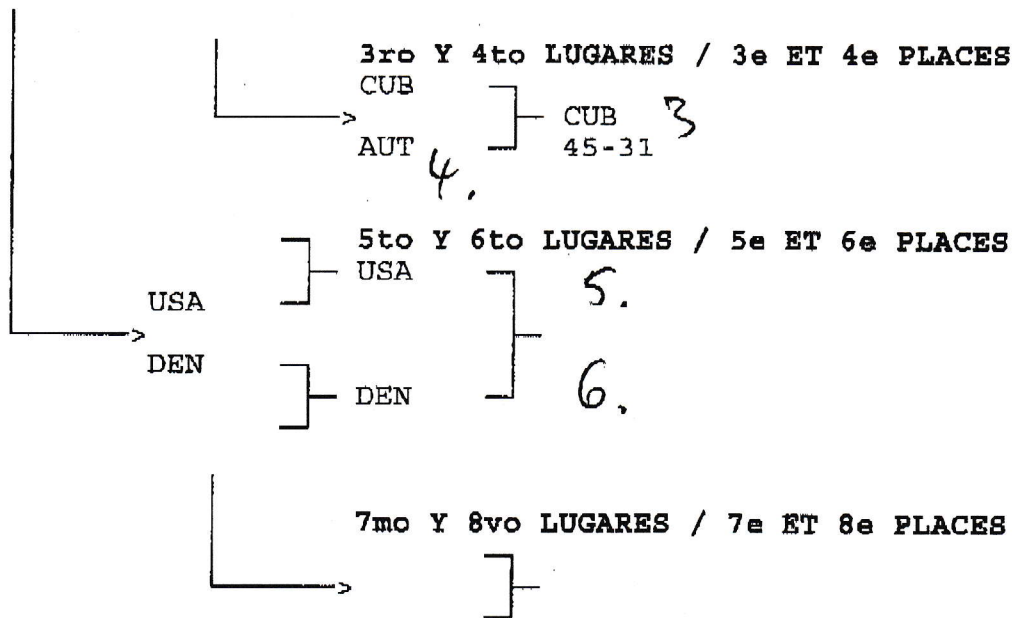 3ro Y 4to LUGARES / 3e ET 4e PLACES
CUB
CUB 3
AUT 45-31
4.
5to Y 6to LUGARES / 5e ET 6e PLACES
USA
5.
USA
DEN
DEN
6.
7mo Y 8vo LUGARES / 7e ET 8e PLACES